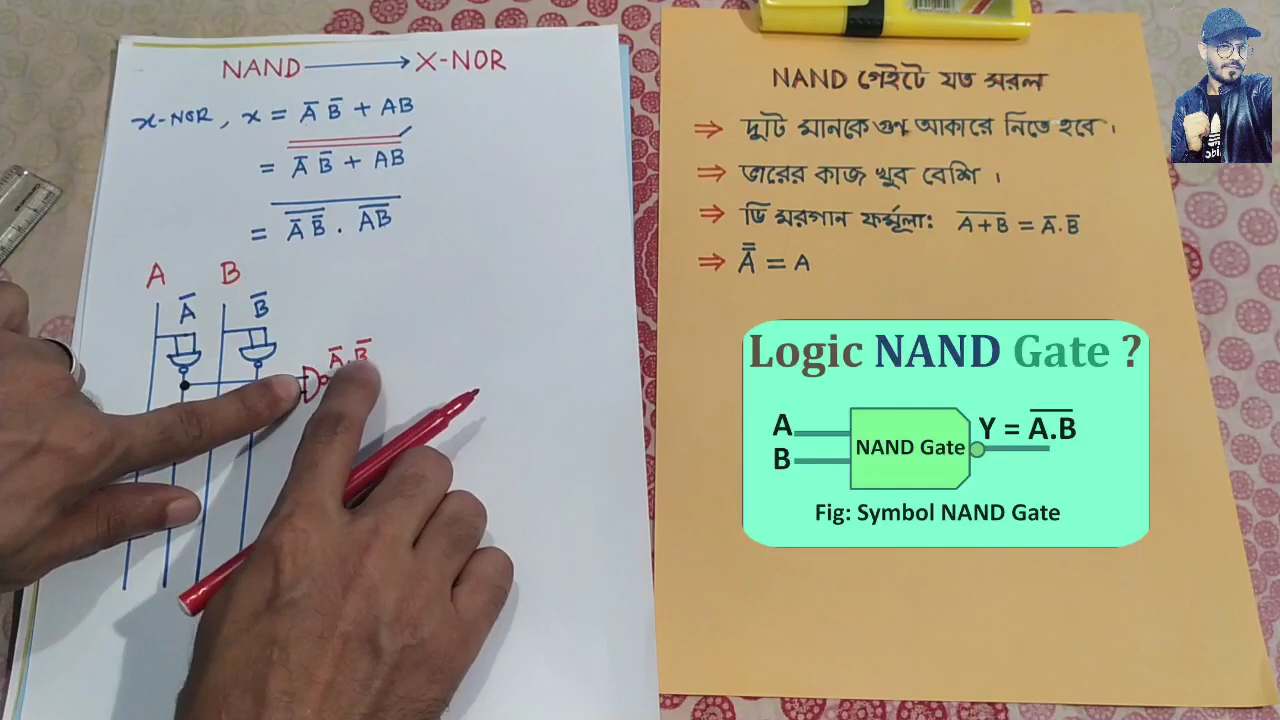 NAND → X-NOR
X-NOR, x = A̅ B̅ + AB
= A̅ B̅ + AB
= A̅ B̅ . AB
A B
A̅ B̅
A̅.B̅
NAND গেইটে যত সরল
⇒ দুটি মানকে গুণ আকারে নিতে হবে।
⇒ তারের কাজ খুব বেশি।
⇒ ডি মরগান ফর্মূলা: A̅+̅B̅ = A̅.B̅
⇒ A̿ = A
Logic NAND Gate ?
A
B
NAND Gate
Y = A̅.̅B̅
Fig: Symbol NAND Gate